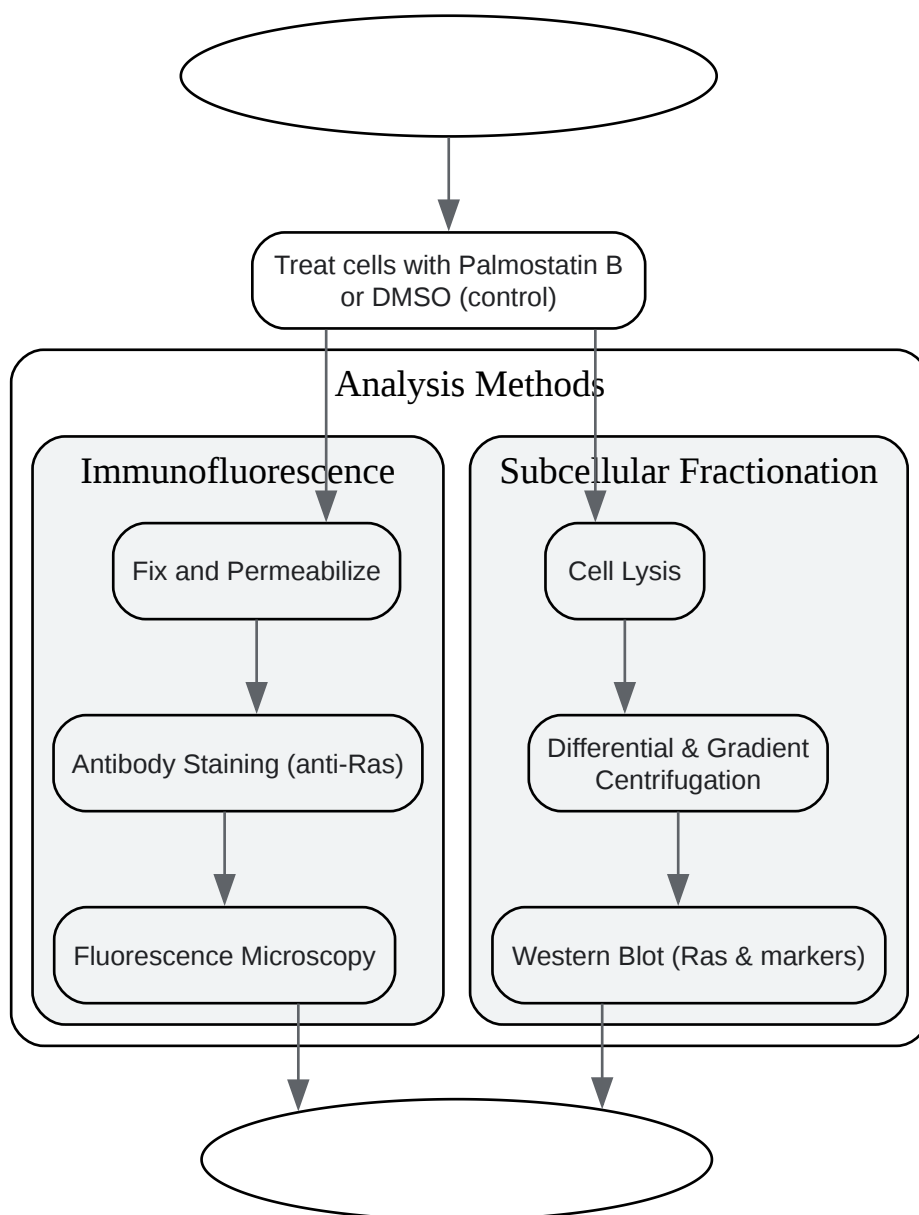 Treat cells with Palmostatin B
or DMSO (control)
Analysis Methods
Immunofluorescence
Fix and Permeabilize
Antibody Staining (anti-Ras)
Fluorescence Microscopy
Subcellular Fractionation
Cell Lysis
Differential & Gradient
Centrifugation
Western Blot (Ras & markers)